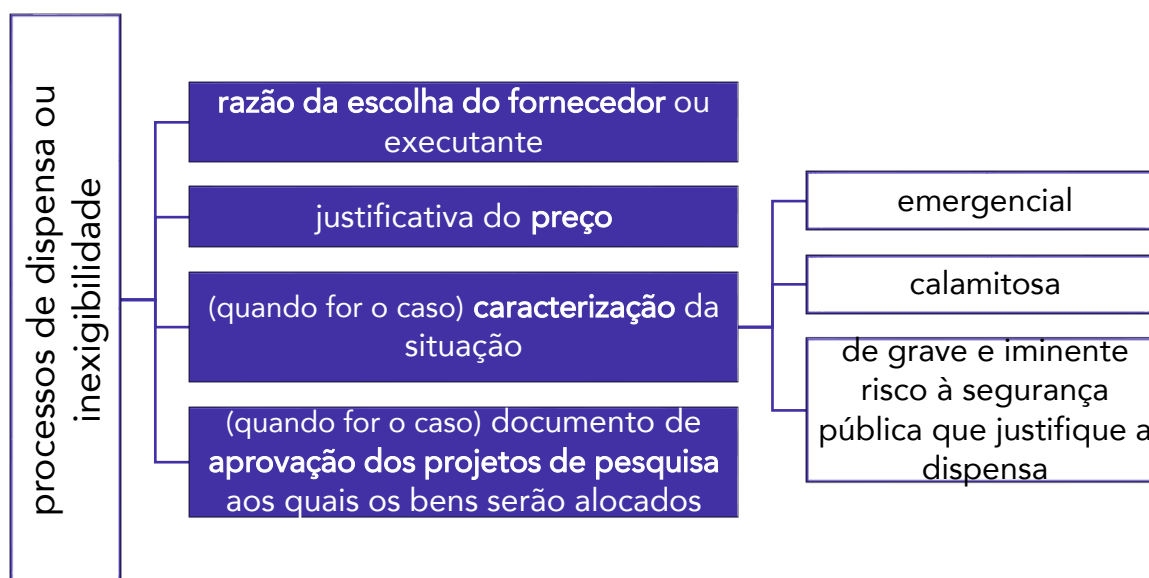 processos de dispensa ou
inexigibilidade
razão da escolha do fornecedor ou
executante
justificativa do preço
(quando for o caso) caracterização da
situação
(quando for o caso) documento de
aprovação dos projetos de pesquisa
aos quais os bens serão alocados
emergencial
calamitosa
de grave e iminente
risco à segurança
pública que justifique a
dispensa